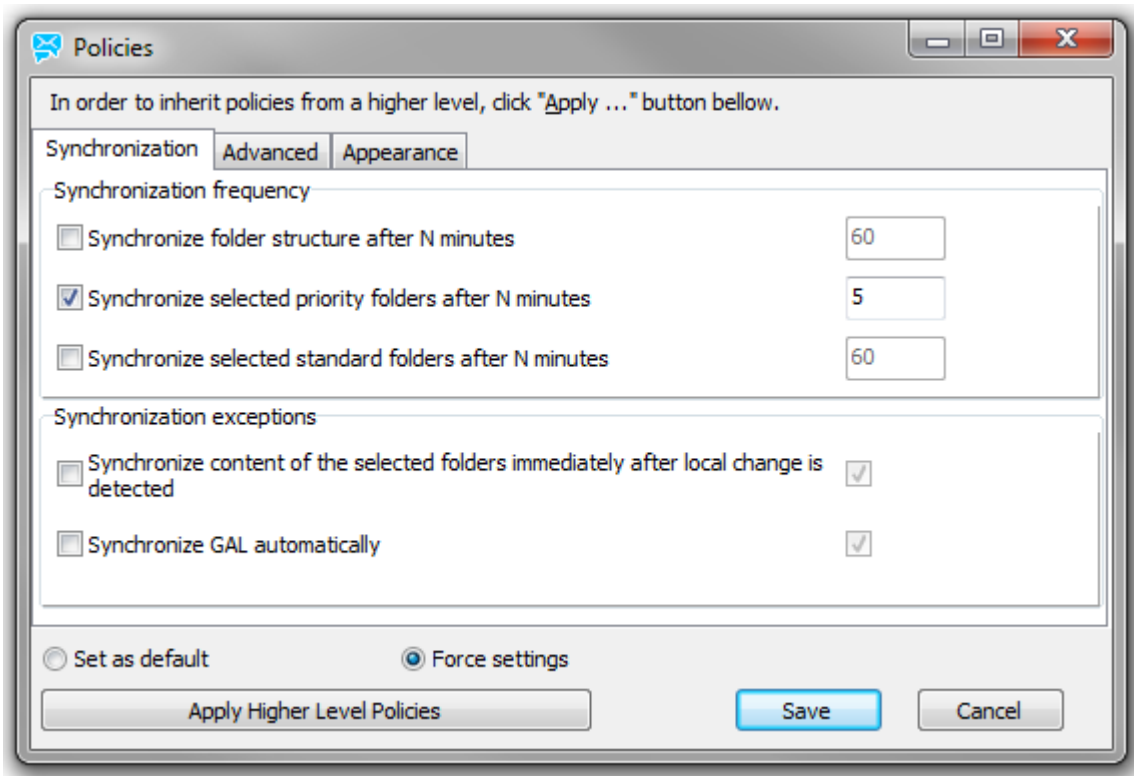 Policies
In order to inherit policies from a higher level, click "Apply ..." button bellow.
Synchronization Advanced Appearance
Synchronization frequency
Synchronize folder structure after N minutes 60
Synchronize selected priority folders after N minutes 5
Synchronize selected standard folders after N minutes 60
Synchronization exceptions
Synchronize content of the selected folders immediately after local change is
detected
Synchronize GAL automatically
Set as default Force settings
Apply Higher Level Policies Save Cancel